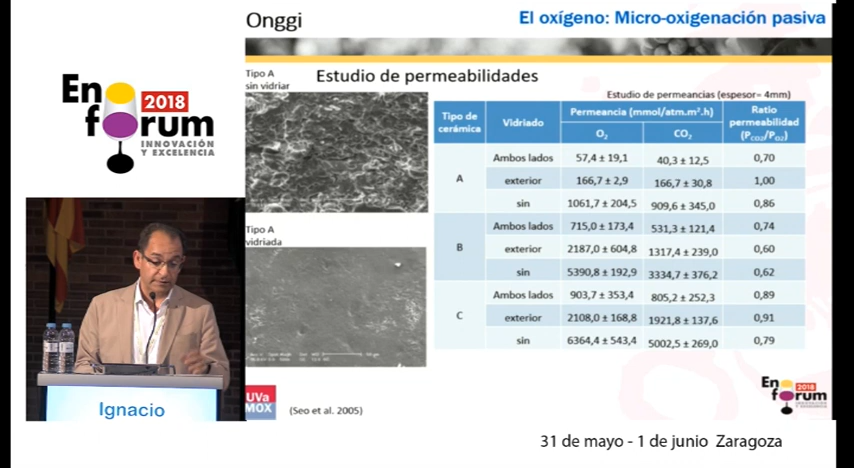 Onggi
El oxígeno: Micro-oxigenación pasiva
Enoforum
2018
INNOVACIÓN
Y EXCELENCIA
Tipo A
sin vidriar
Estudio de permeabilidades
Estudio de permeancias (espesor= 4mm)
Tipo de cerámica | Vidriado | Permeancia (mmol/atm.m².h) | Ratio permeabilidad (PCO2/PO2)
O₂ | CO₂
A | Ambos lados | 57,4 ± 19,1 | 40,3 ± 12,5 | 0,70
exterior | 166,7 ± 2,9 | 166,7 ± 30,8 | 1,00
sin | 1061,7 ± 204,5 | 909,6 ± 345,0 | 0,86
B | Ambos lados | 715,0 ± 173,4 | 531,3 ± 121,4 | 0,74
exterior | 2187,0 ± 604,8 | 1317,4 ± 239,0 | 0,60
sin | 5390,8 ± 192,9 | 3334,7 ± 376,2 | 0,62
C | Ambos lados | 903,7 ± 353,4 | 805,2 ± 252,3 | 0,89
exterior | 2108,0 ± 168,8 | 1921,8 ± 137,6 | 0,91
sin | 6364,4 ± 543,4 | 5002,5 ± 269,0 | 0,79
Tipo A
vidriada
UVa
MOX
(Seo et al. 2005)
Enoforum
2018
Ignacio
31 de mayo - 1 de junio Zaragoza